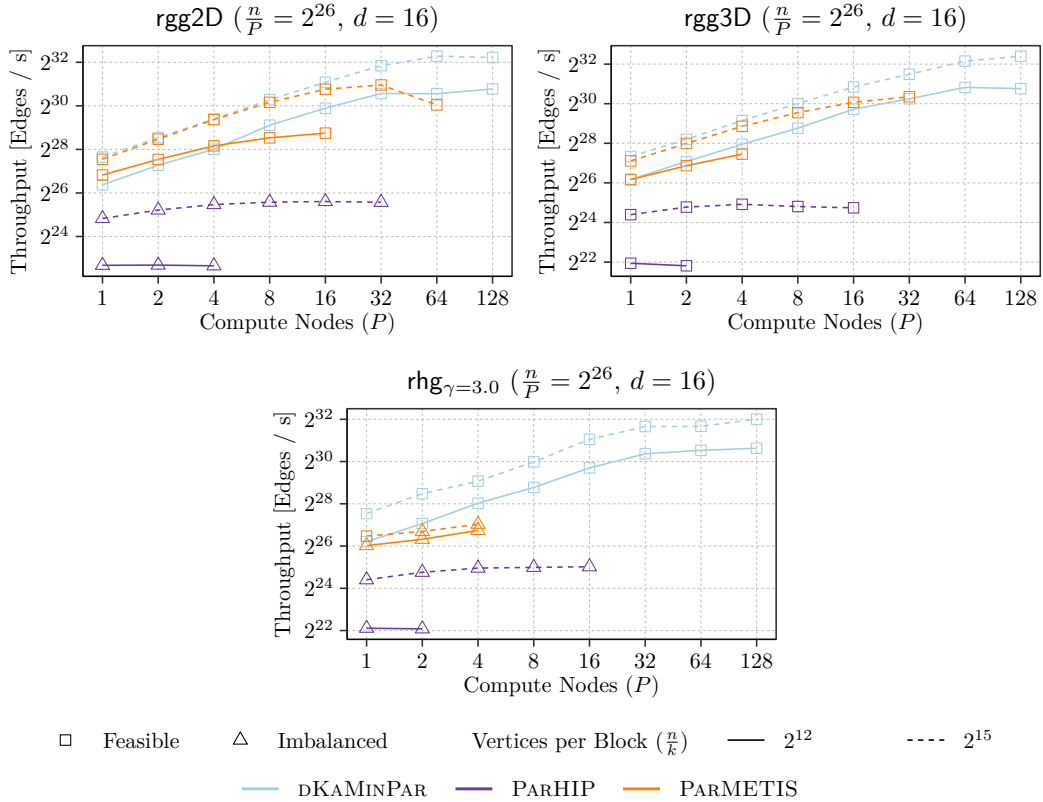 rgg2D (n/P = 2^26, d = 16)
Throughput [Edges / s]
2^32
2^30
2^28
2^26
2^24
1 2 4 8 16 32 64 128
Compute Nodes (P)
rgg3D (n/P = 2^26, d = 16)
Throughput [Edges / s]
2^32
2^30
2^28
2^26
2^24
2^22
1 2 4 8 16 32 64 128
Compute Nodes (P)
rhg_γ=3.0 (n/P = 2^26, d = 16)
Throughput [Edges / s]
2^32
2^30
2^28
2^26
2^24
2^22
1 2 4 8 16 32 64 128
Compute Nodes (P)
Feasible Imbalanced Vertices per Block (n/k) 2^12 2^15
DKAMINPAR PARHIP PARMETIS